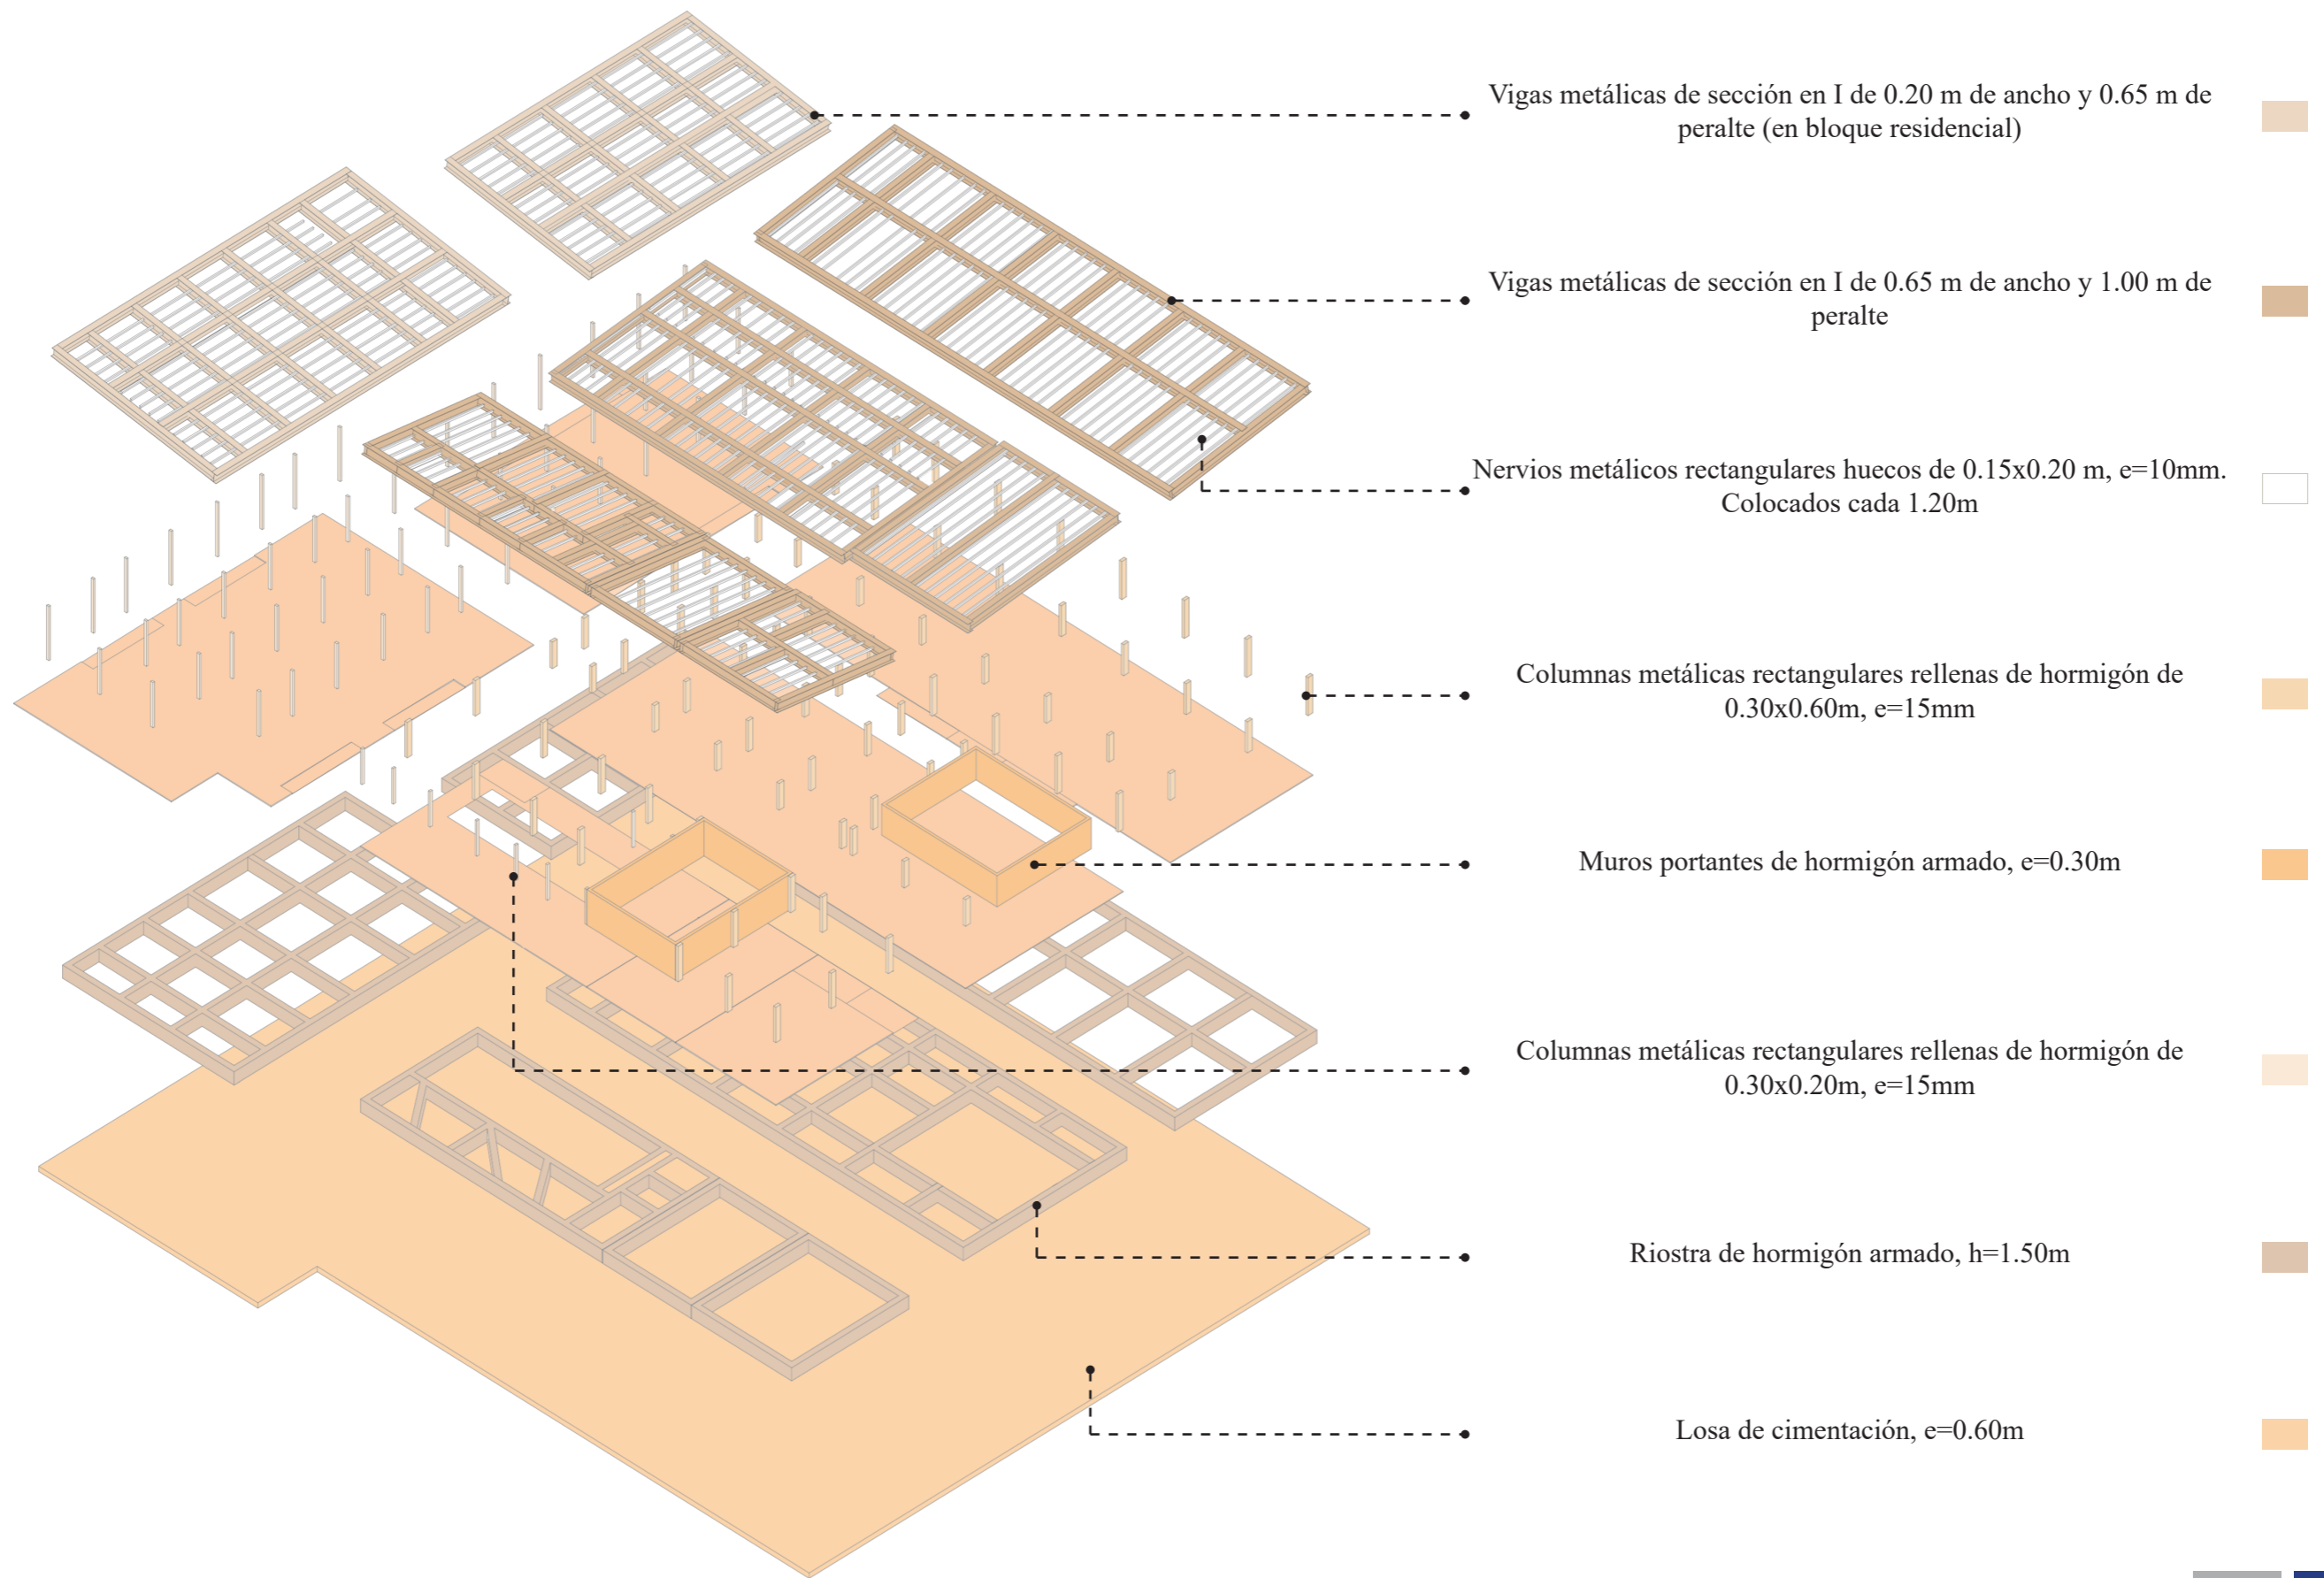 Vigas metálicas de sección en I de 0.20 m de ancho y 0.65 m de
peralte (en bloque residencial)
Vigas metálicas de sección en I de 0.65 m de ancho y 1.00 m de
peralte
Nervios metálicos rectangulares huecos de 0.15x0.20 m, e=10mm.
Colocados cada 1.20m
Columnas metálicas rectangulares rellenas de hormigón de
0.30x0.60m, e=15mm
Muros portantes de hormigón armado, e=0.30m
Columnas metálicas rectangulares rellenas de hormigón de
0.30x0.20m, e=15mm
Riostra de hormigón armado, h=1.50m
Losa de cimentación, e=0.60m